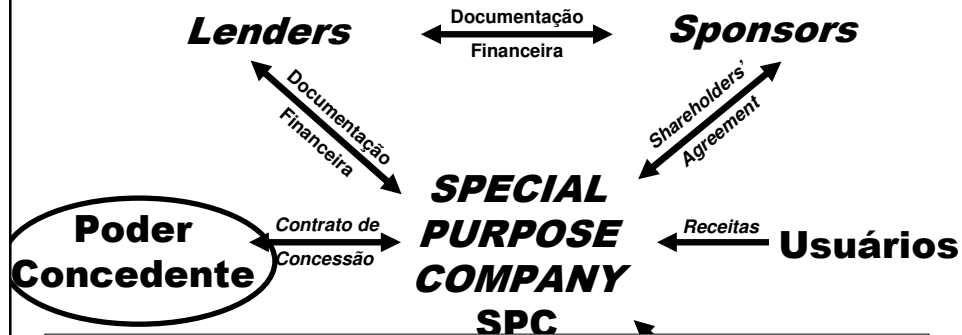 Lenders
Documentação
Financeira
Sponsors
Documentação
Financeira
Shareholders'
Agreement
SPECIAL
PURPOSE
COMPANY
SPC
Poder
Concedente
Contrato de
Concessão
Receitas
Usuários